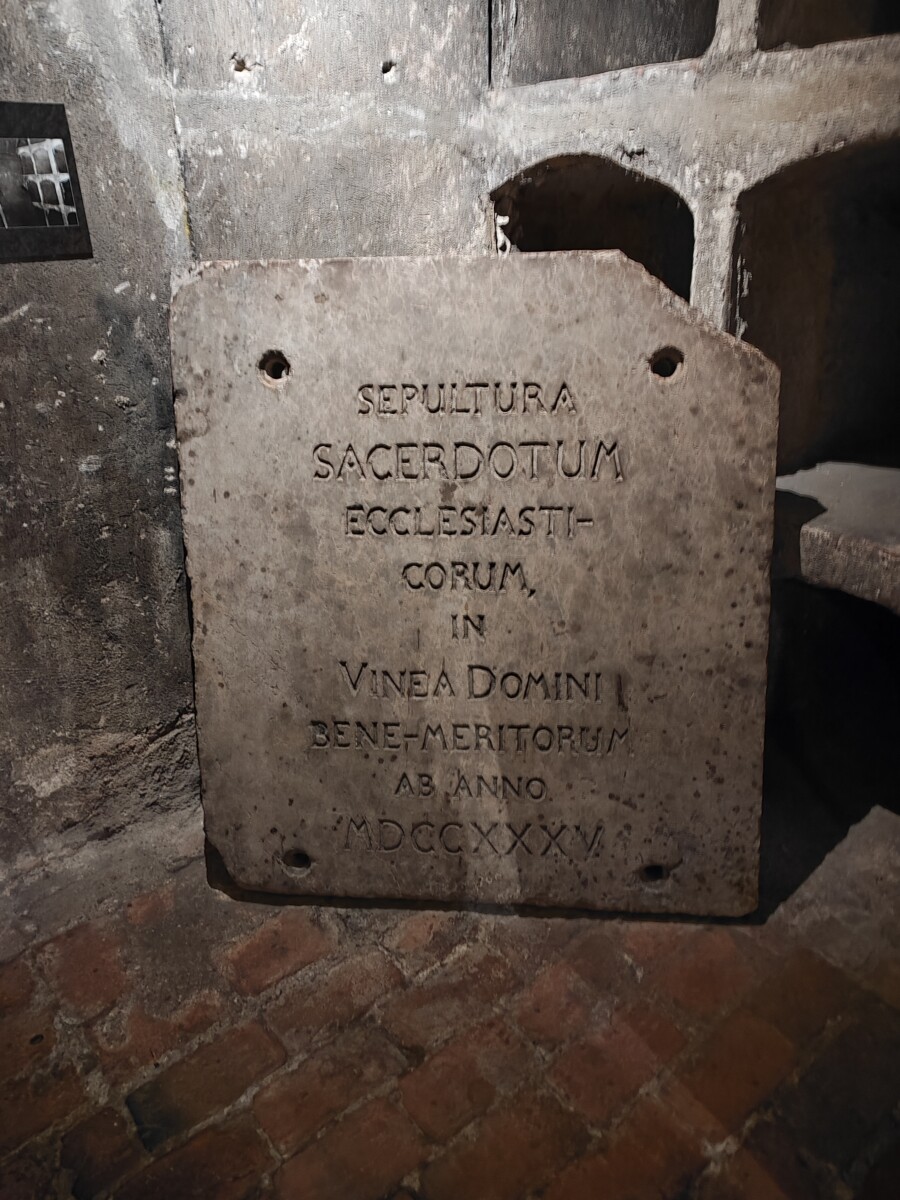 SEPULTURA
SACERDOTUM
ECCLESIASTI-
CORUM,
IN
VINEA DOMINI
BENE-MERITORUM
AB ANNO
MDCCXXXV